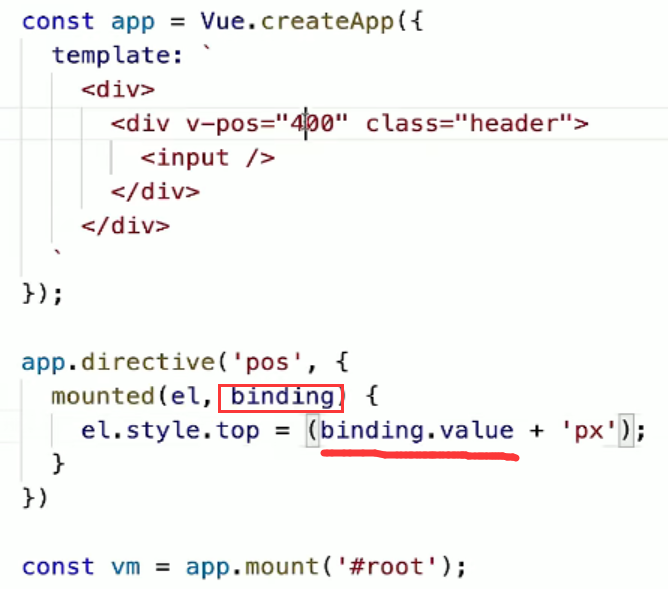 const app = Vue.createApp({
template: `
<div>
<div v-pos="400" class="header">
<input />
</div>
</div>
`
});
app.directive('pos', {
mounted(el, binding) {
el.style.top = (binding.value + 'px');
}
})
const vm = app.mount('#root');